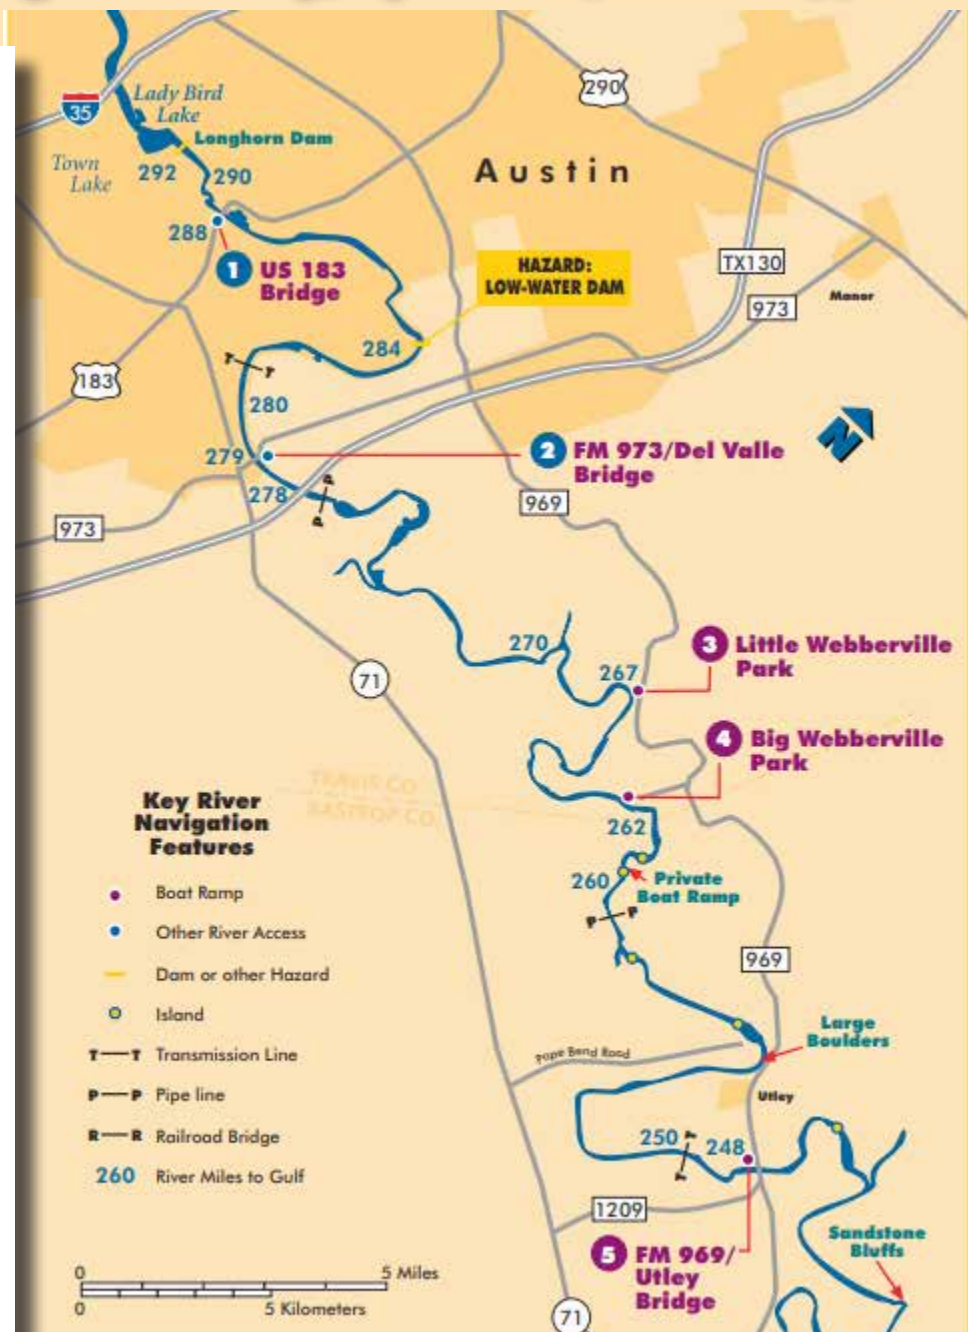 35
Lady Bird
Lake
Longhorn Dam
Town
Lake
292
290
290
Austin
288
1 US 183
Bridge
HAZARD:
LOW-WATER DAM
TX130
973
Manor
284
183
280
N
279
2 FM 973/Del Valle
Bridge
278
969
973
P
P
T
T
270
267
3 Little Webberville
Park
71
4 Big Webberville
Park
TRAVIS CO.
BASTROP CO.
262
260
Private
Boat Ramp
P
P
969
Large
Boulders
Pope Bend Road
Utley
250
T
T
248
1209
Sandstone
Bluffs
5 FM 969/
Utley
Bridge
71
Key River
Navigation
Features
Boat Ramp
Other River Access
Dam or other Hazard
Island
T T Transmission Line
P P Pipe line
R R Railroad Bridge
260 River Miles to Gulf
0 5 Miles
0 5 Kilometers